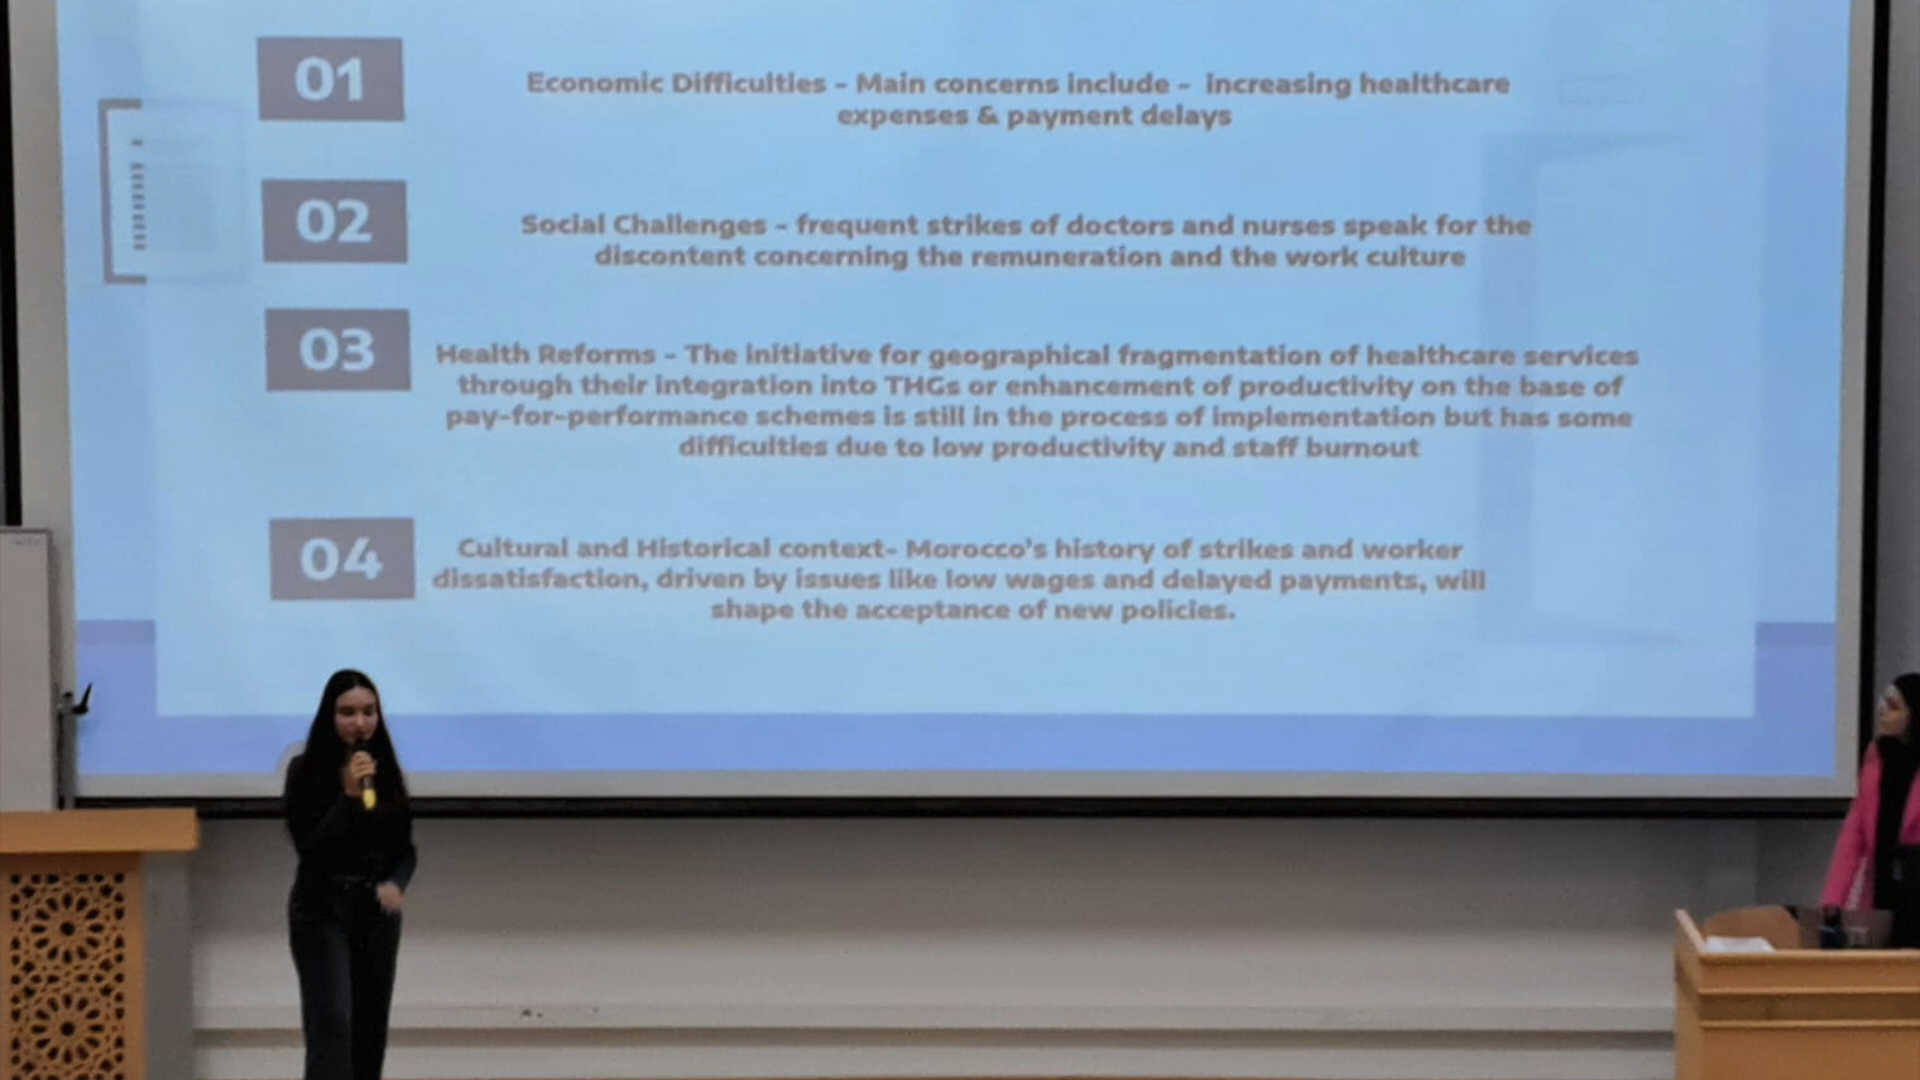 01
Economic Difficulties - Main concerns include - increasing healthcare
expenses & payment delays
02
Social Challenges - frequent strikes of doctors and nurses speak for the
discontent concerning the remuneration and the work culture
03
Health Reforms - The initiative for geographical fragmentation of healthcare services
through their integration into THGs or enhancement of productivity on the base of
pay-for-performance schemes is still in the process of implementation but has some
difficulties due to low productivity and staff burnout
04
Cultural and Historical context- Morocco's history of strikes and worker
dissatisfaction, driven by issues like low wages and delayed payments, will
shape the acceptance of new policies.